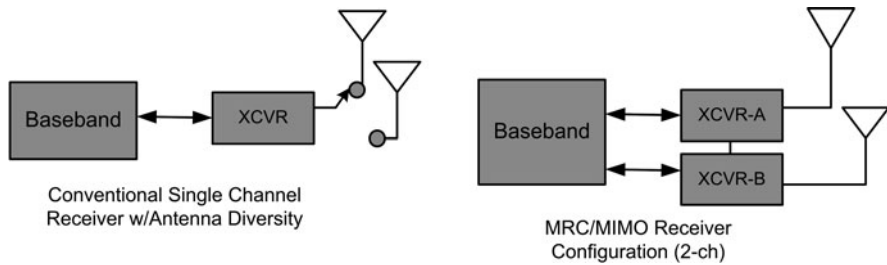 Baseband
XCVR
Conventional Single Channel
Receiver w/Antenna Diversity
Baseband
XCVR-A
XCVR-B
MRC/MIMO Receiver
Configuration (2-ch)